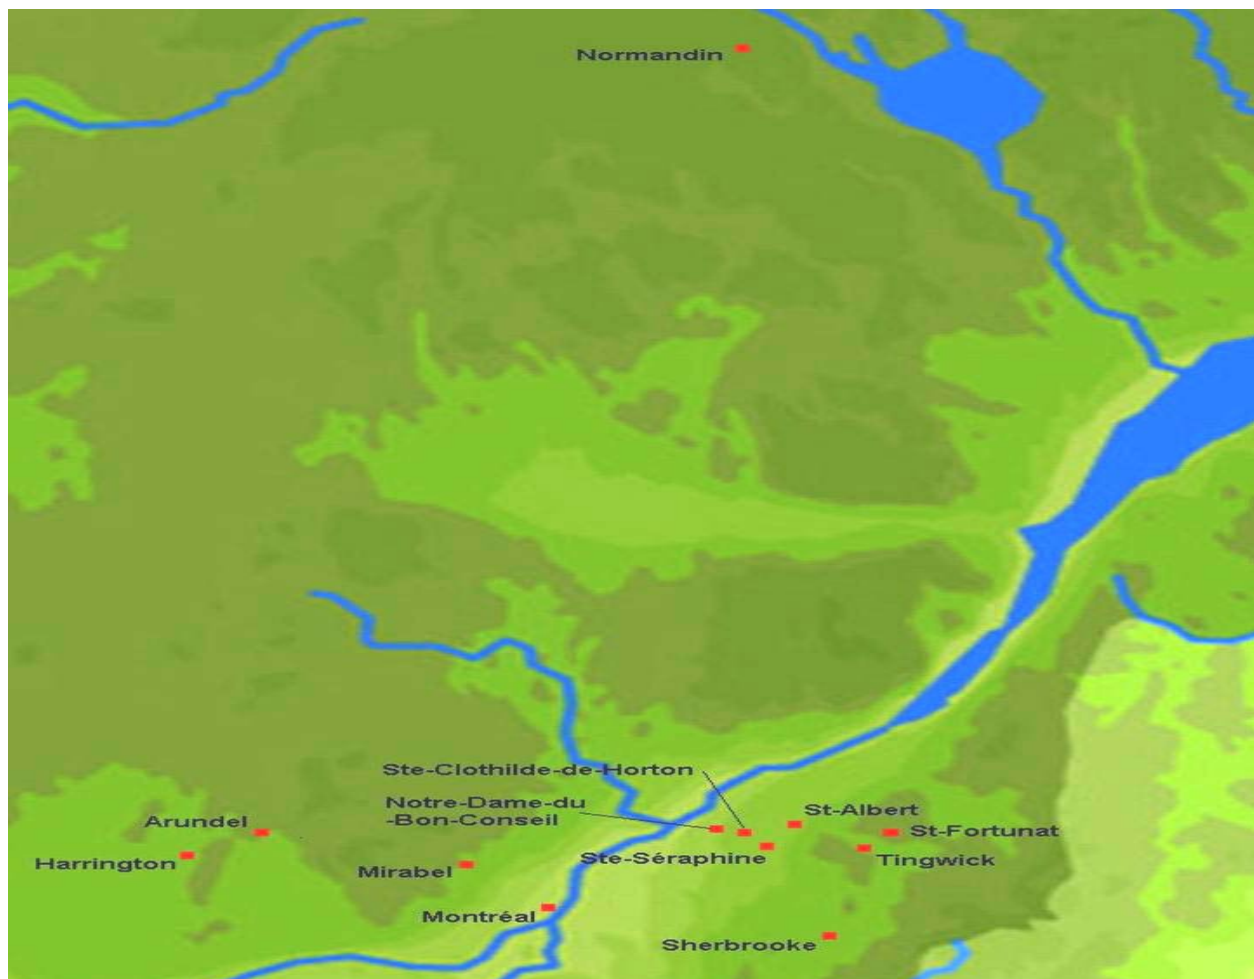 Normandin
Ste-Clothilde-de-Horton
Notre-Dame-du
-Bon-Conseil
St-Albert
Arundel
St-Fortunat
Harrington
Mirabel
Ste-Séraphine
Tingwick
Montréal
Sherbrooke